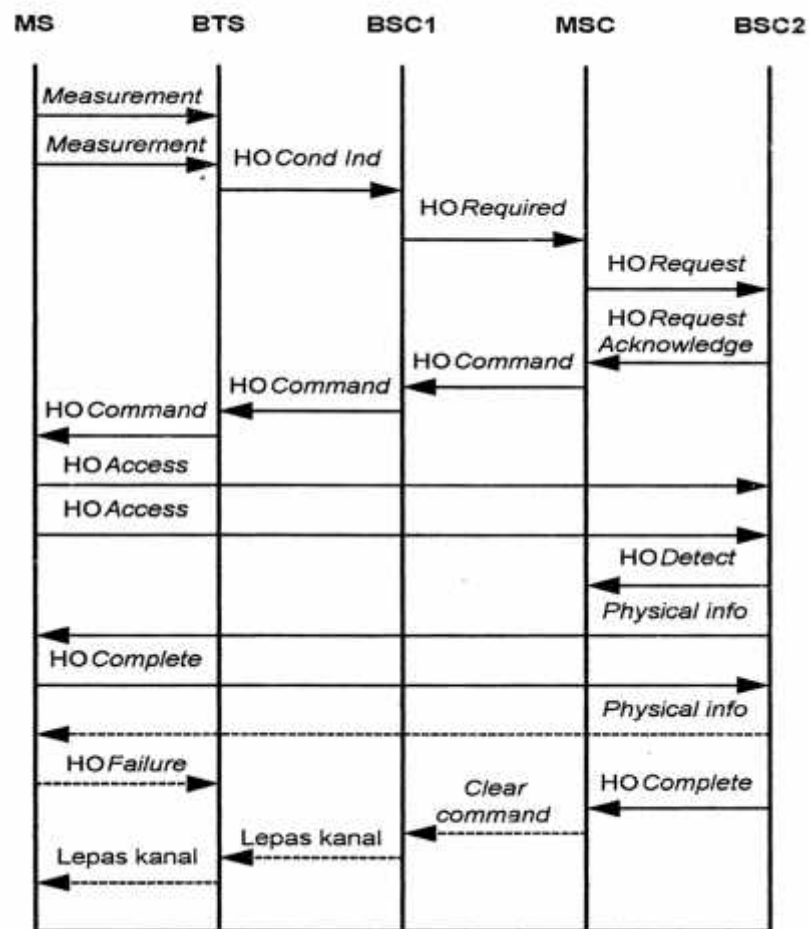 MS BTS BSC1 MSC BSC2
Measurement
Measurement
HO Cond Ind
HO Required
HO Request
HO Request
Acknowledge
HO Command
HO Command
HO Command
HO Access
HO Access
HO Detect
Physical info
HO Complete
Physical info
HO Failure
HO Complete
Clear
command
Lepas kanal
Lepas kanal